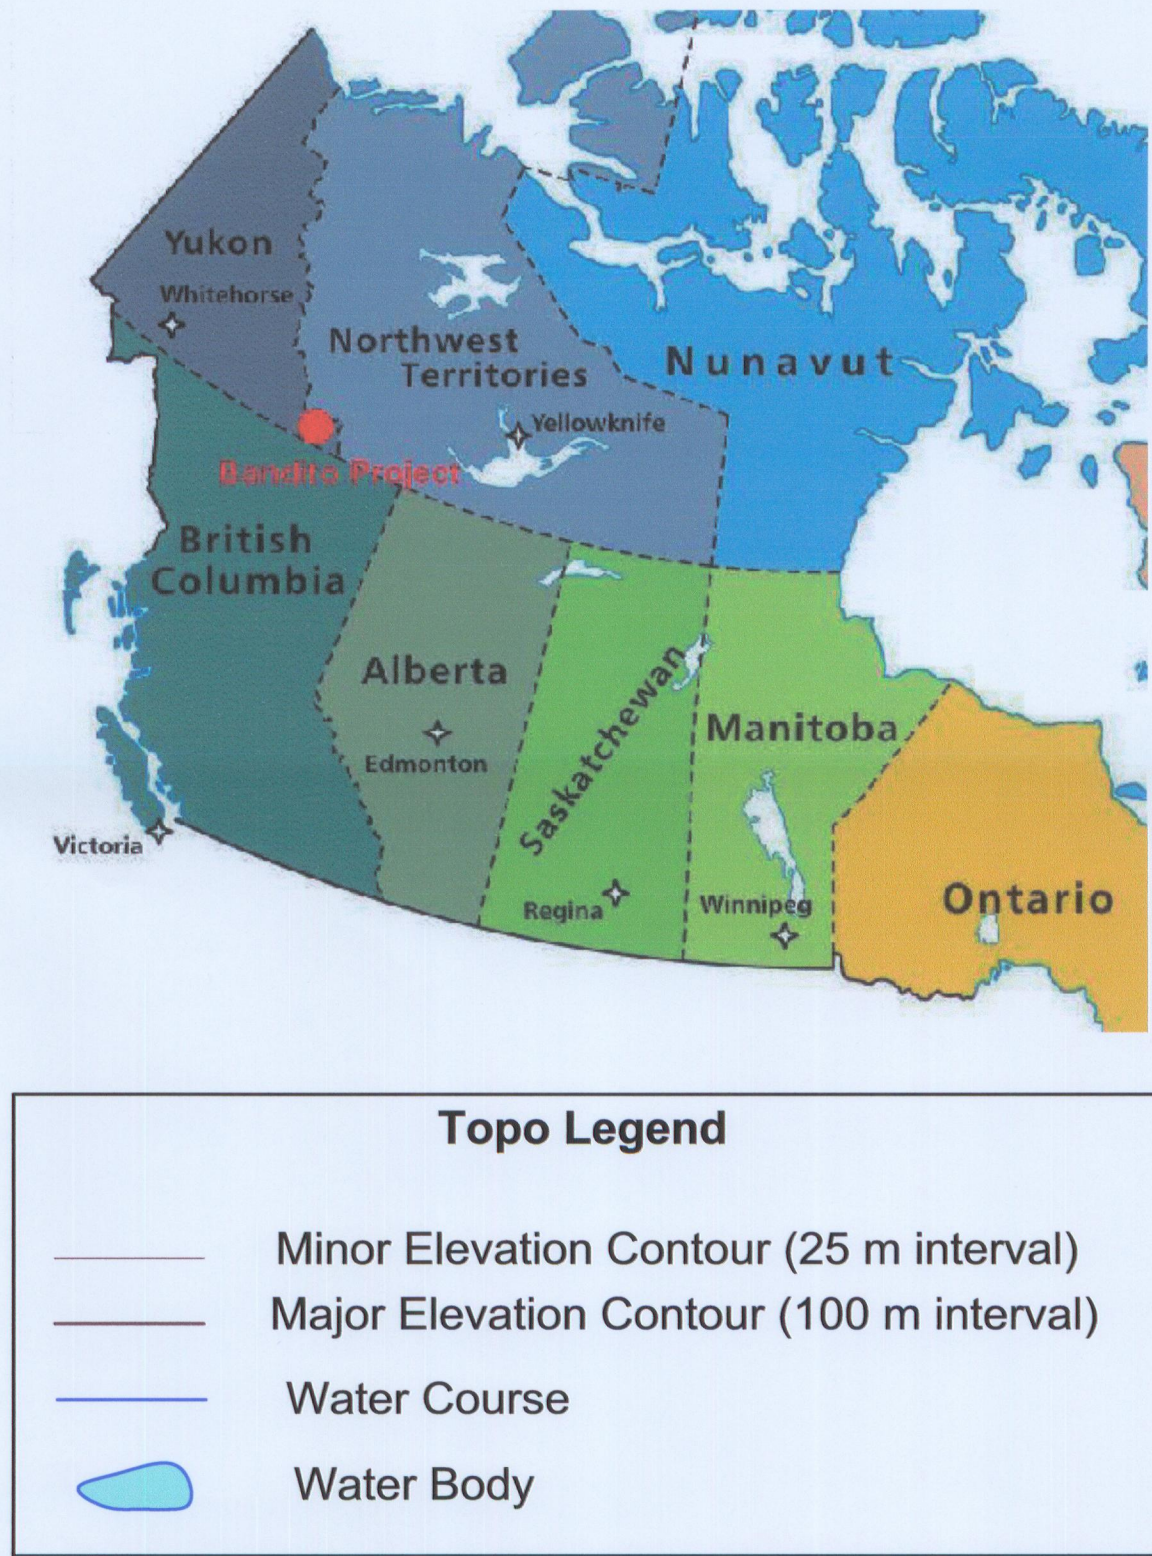 Yukon
Whitehorse
Northwest
Territories
Nunavut
Yellowknife
Bandito Project
British
Columbia
Alberta
Edmonton
Saskatchewan
Manitoba
Victoria
Regina
Winnipeg
Ontario
Topo Legend
Minor Elevation Contour (25 m interval)
Major Elevation Contour (100 m interval)
Water Course
Water Body